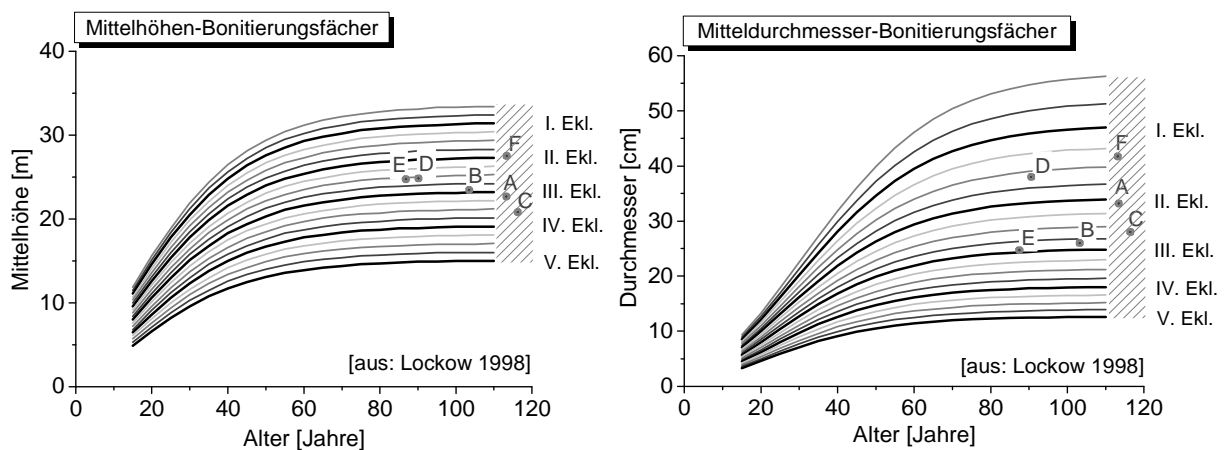 Mittelhöhen-Bonitierungsfächer
40
30
20
10
0
Mittelhöhe [m]
E
D
B
F
A
C
I. Ekl.
II. Ekl.
III. Ekl.
IV. Ekl.
V. Ekl.
[aus: Lockow 1998]
0 20 40 60 80 100 120
Alter [Jahre]
Mitteldurchmesser-Bonitierungsfächer
60
50
40
30
20
10
0
Durchmesser [cm]
D
E
B
F
A
C
I. Ekl.
II. Ekl.
III. Ekl.
IV. Ekl.
V. Ekl.
[aus: Lockow 1998]
0 20 40 60 80 100 120
Alter [Jahre]